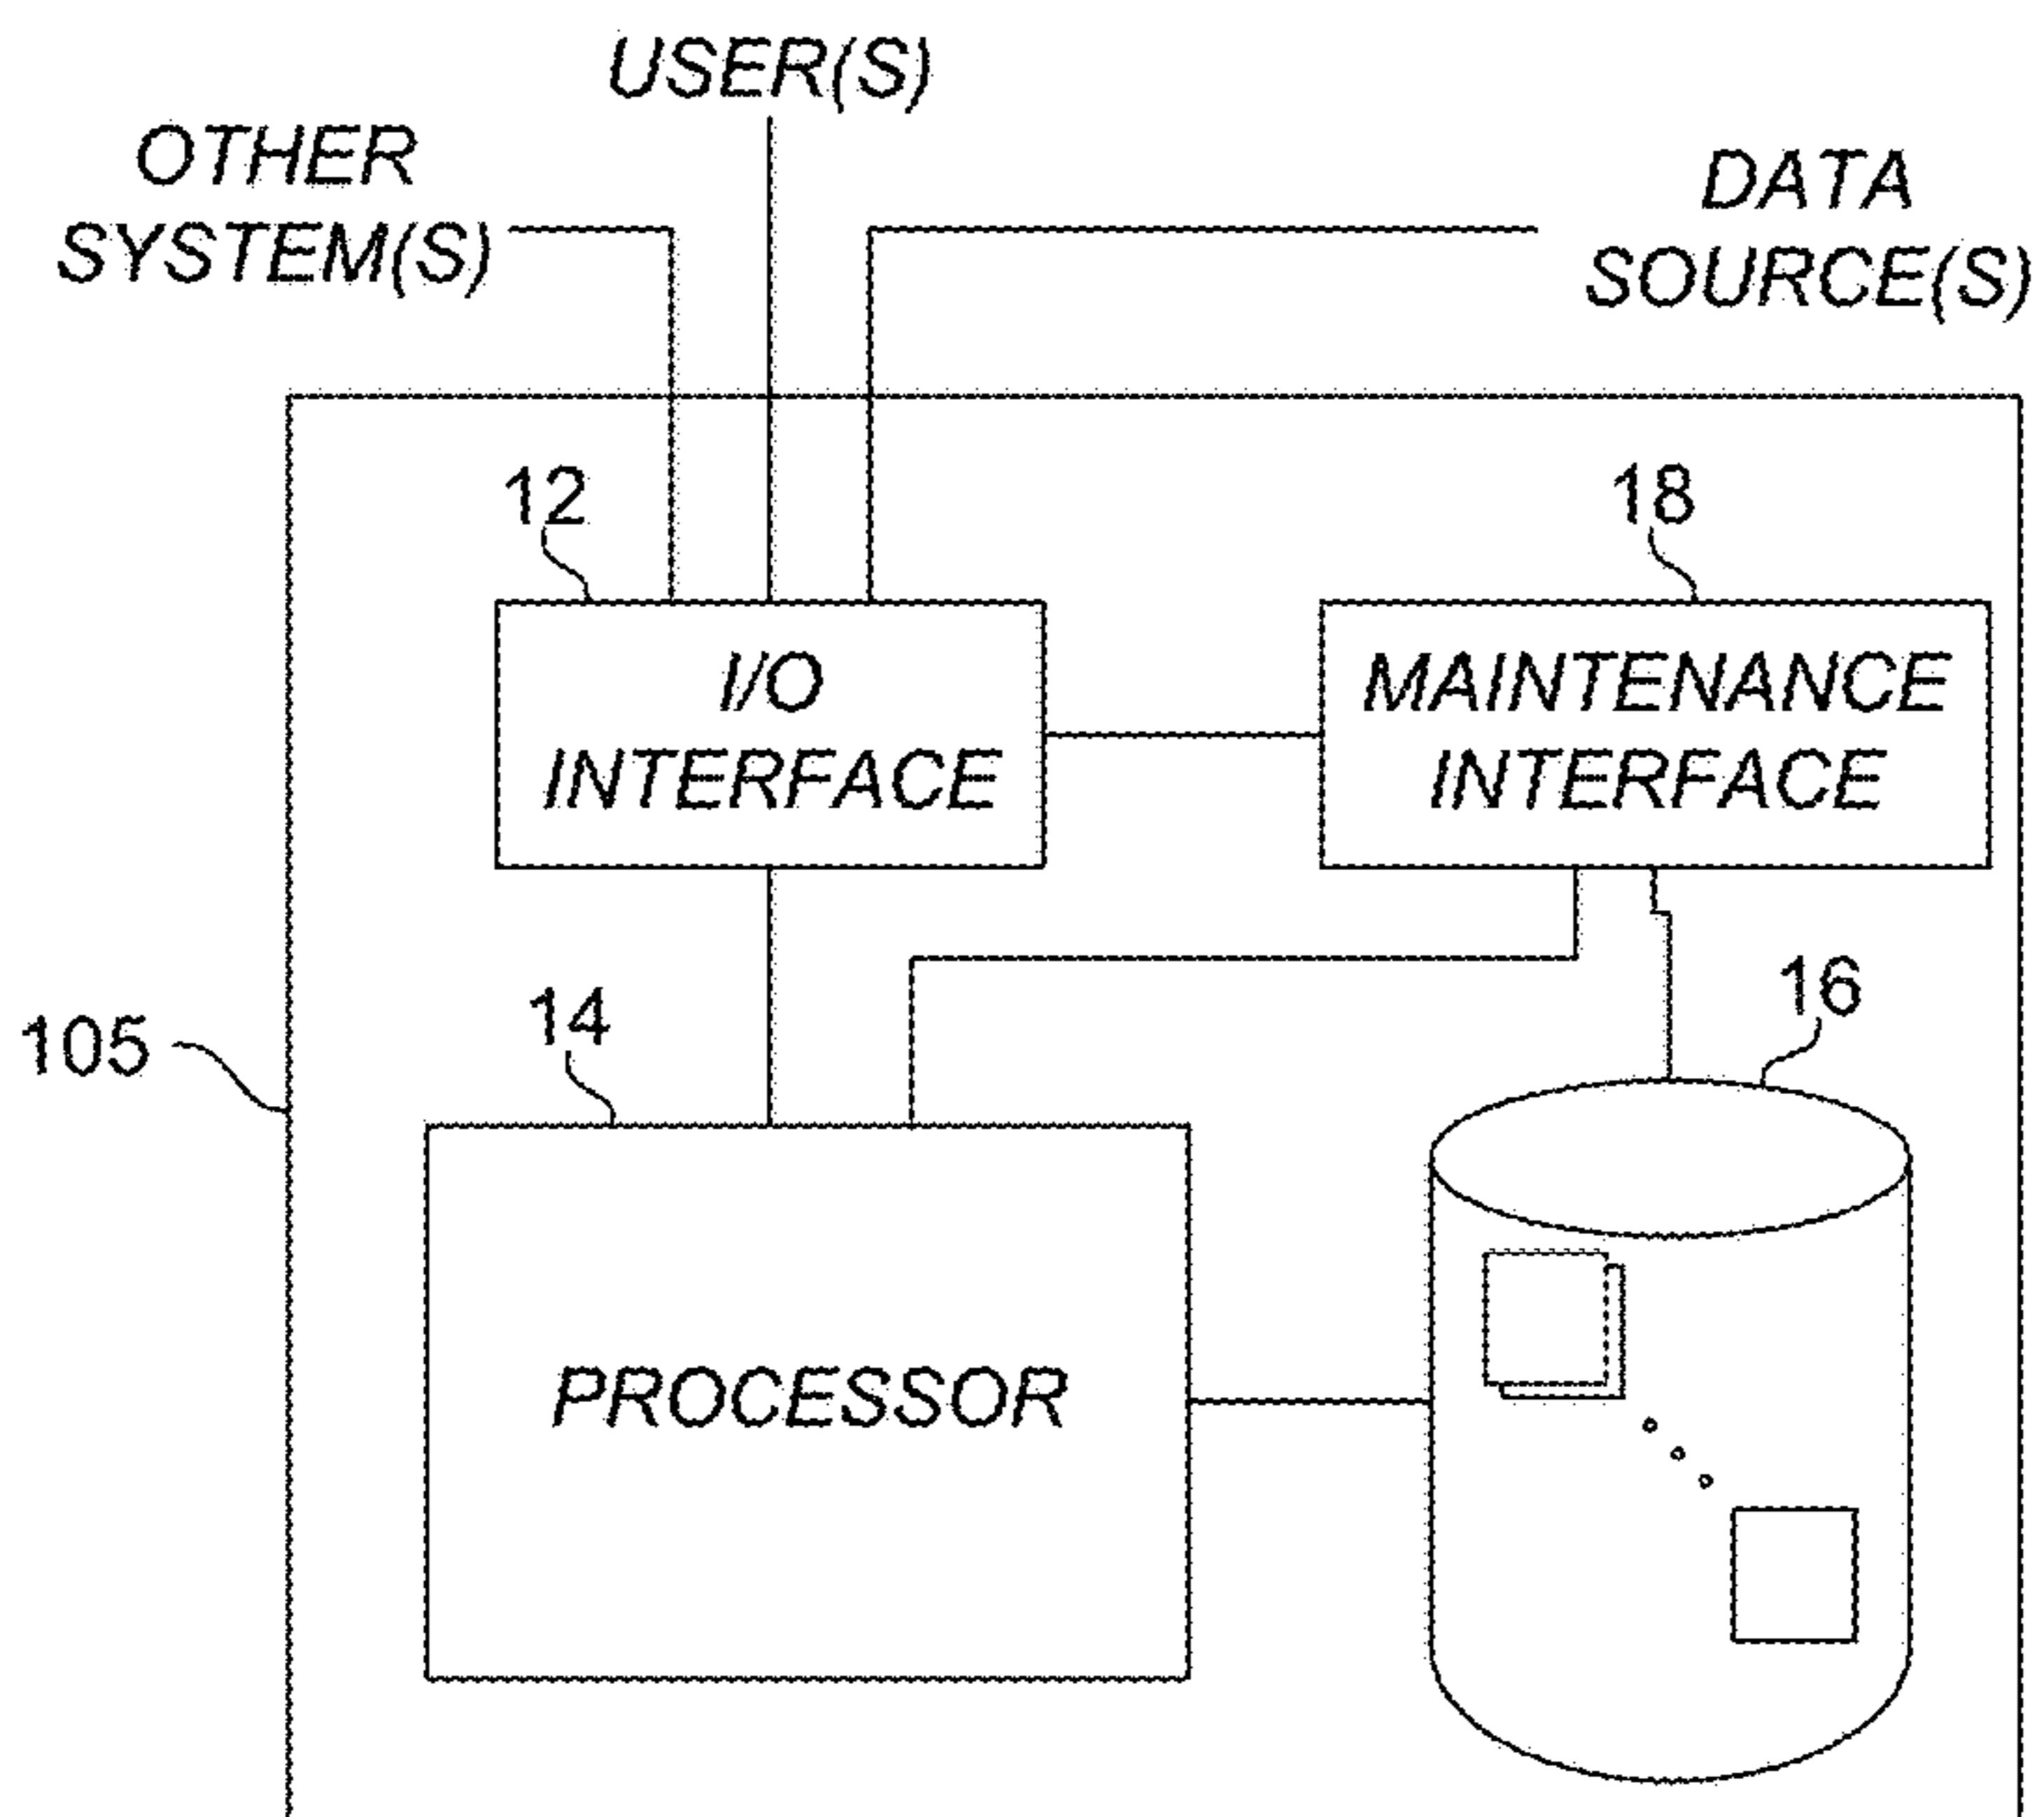 USER(S)
OTHER
SYSTEM(S)
DATA
SOURCE(S)
12
18
I/O
INTERFACE
MAINTENANCE
INTERFACE
14
16
105
PROCESSOR